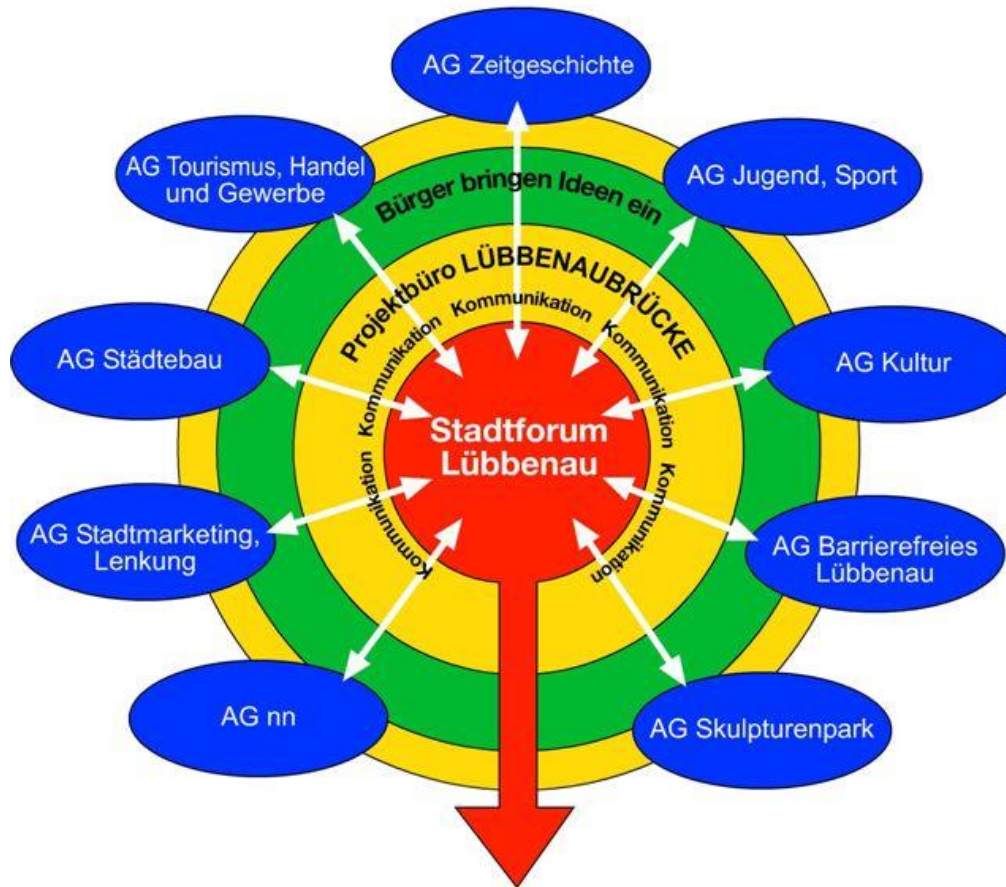 AG Zeitgeschichte
AG Tourismus, Handel
und Gewerbe
AG Jugend, Sport
Bürger bringen Ideen ein
Projektbüro LÜBBENAUBRÜCKE
Kommunikation
Kommunikation
Kommunikation
Kommunikation
Kommunikation
AG Städtebau
AG Kultur
Stadtforum
Lübbenau
AG Stadtmarketing,
Lenkung
AG Barrierefreies
Lübbenau
AG nn
AG Skulpturenpark